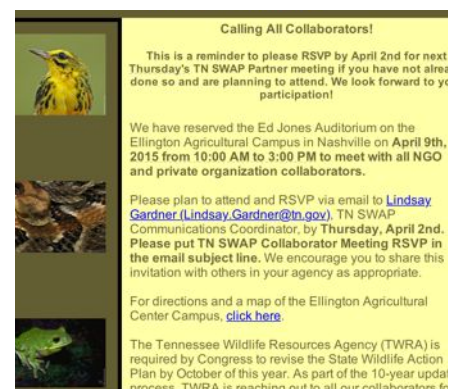 Calling All Collaborators!
This is a reminder to please RSVP by April 2nd for next
Thursday's TN SWAP Partner meeting if you have not
done so and are planning to attend. We look forward to
participation!
We have reserved the Ed Jones Auditorium on the
Ellington Agricultural Campus in Nashville on April 9th,
2015 from 10:00 AM to 3:00 PM to meet with all NGO
and private organization collaborators.
Please plan to attend and RSVP via email to Lindsay
Gardner (Lindsay.Gardner@tn.gov), TN SWAP
Communications Coordinator, by Thursday, April 2nd.
Please put TN SWAP Collaborator Meeting RSVP in
the email subject line. We encourage you to share this
invitation with others in your agency as appropriate.
For directions and a map of the Ellington Agricultural
Center Campus, click here.
The Tennessee Wildlife Resources Agency (TWRA) is
required by Congress to revise the State Wildlife Action
Plan by October of this year. As part of the 10-year
process, TWRA is reaching out to all our collaborators